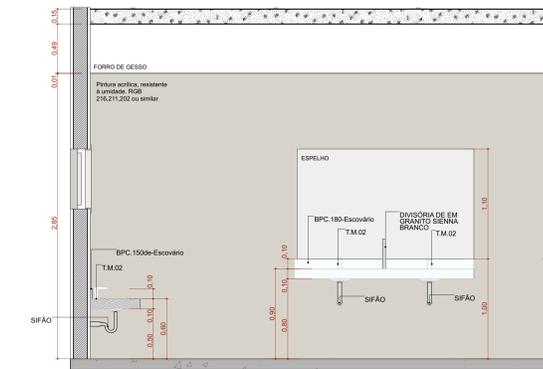 0,15
0,49
FORRO DE GESSO
0,01
Pintura acrílica, resistente
à umidade. RGB
216,211,202 ou similar
ESPELHO
1,10
BPC.180-Escovário
DIVISÓRIA DE EM
GRANITO SIENNA
BRANCO
T.M.02
T.M.02
2,85
BPC.150de-Escovário
T.M.02
0,10
0,10
0,10
0,10
SIFÃO
SIFÃO
SIFÃO
0,50
0,60
0,90
0,80
1,00